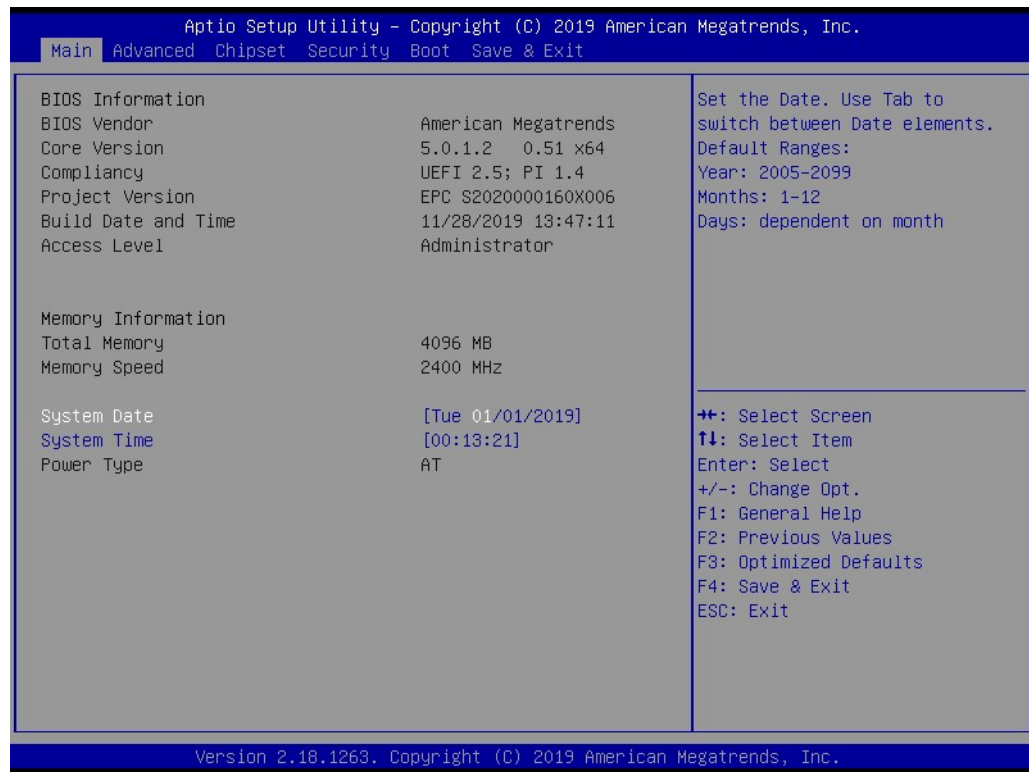 Aptio Setup Utility – Copyright (C) 2019 American Megatrends, Inc.
Main Advanced Chipset Security Boot Save & Exit
BIOS Information
BIOS Vendor American Megatrends
Core Version 5.0.1.2 0.51 x64
Compliancy UEFI 2.5; PI 1.4
Project Version EPC S2020000160X006
Build Date and Time 11/28/2019 13:47:11
Access Level Administrator
Memory Information
Total Memory 4096 MB
Memory Speed 2400 MHz
System Date [Tue 01/01/2019]
System Time [00:13:21]
Power Type AT
Set the Date. Use Tab to
switch between Date elements.
Default Ranges:
Year: 2005-2099
Months: 1-12
Days: dependent on month
→←: Select Screen
↑↓: Select Item
Enter: Select
+/-: Change Opt.
F1: General Help
F2: Previous Values
F3: Optimized Defaults
F4: Save & Exit
ESC: Exit
Version 2.18.1263. Copyright (C) 2019 American Megatrends, Inc.